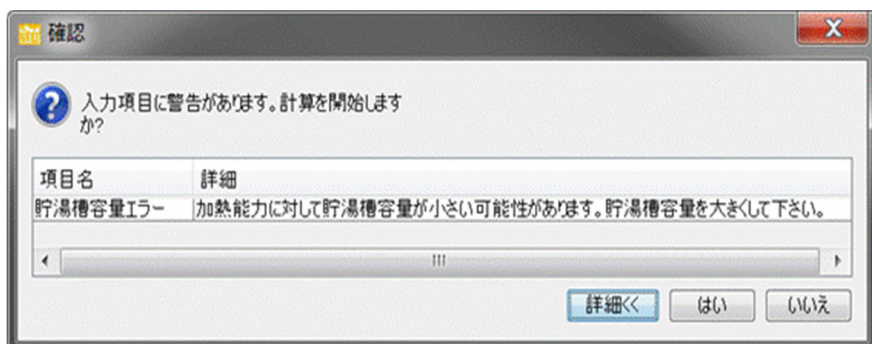 確認
入力項目に警告があります。計算を開始します
か?
項目名 詳細
貯湯槽容量エラー 加熱能力に対して貯湯槽容量が小さい可能性があります。貯湯槽容量を大きくして下さい。
詳細<< はい いいえ